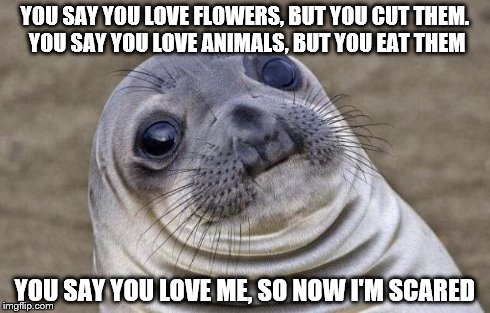 YOU SAY YOU LOVE FLOWERS, BUT YOU CUT THEM.
YOU SAY YOU LOVE ANIMALS, BUT YOU EAT THEM
YOU SAY YOU LOVE ME, SO NOW I'M SCARED
imgflip.com